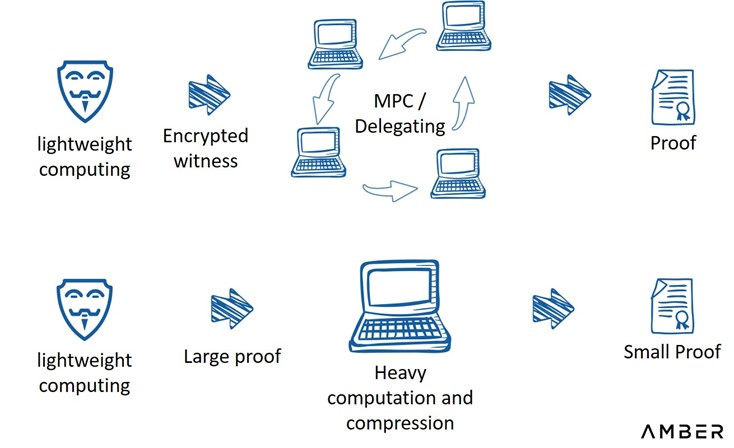 lightweight
computing
Encrypted
witness
MPC /
Delegating
Proof
lightweight
computing
Large proof
Heavy
computation and
compression
Small Proof
AMBER